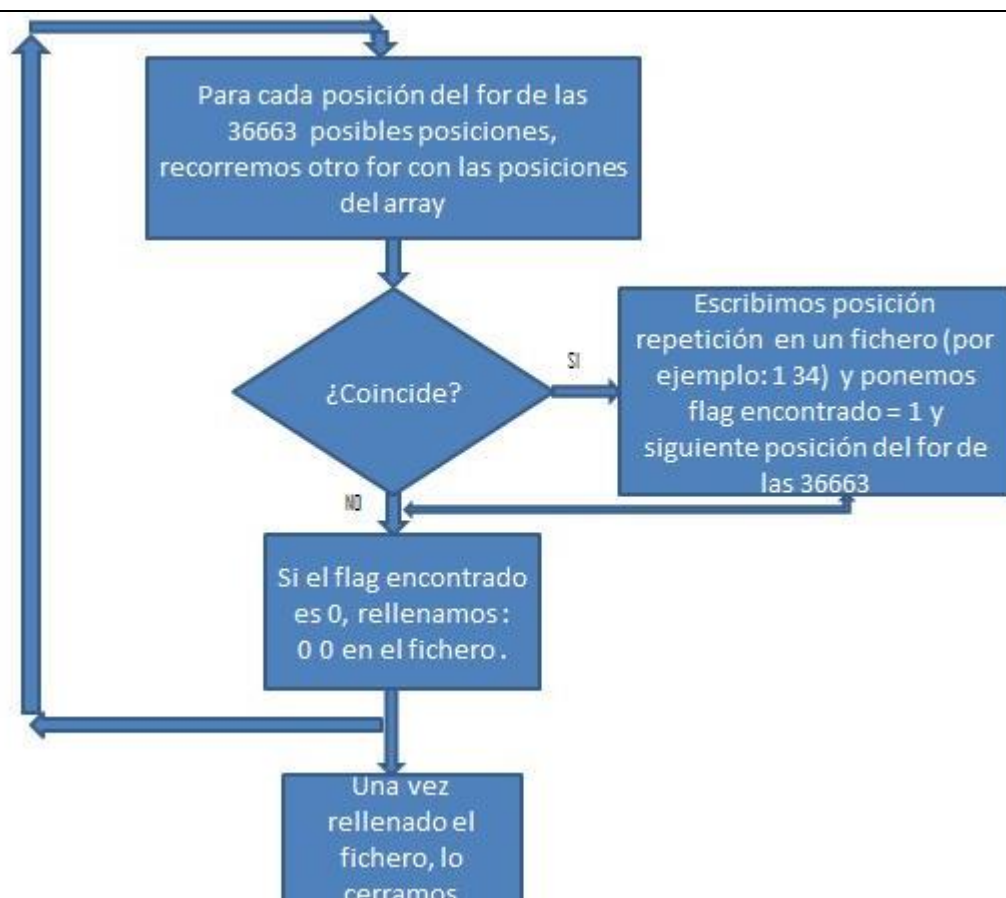 Para cada posición del for de las
36663 posibles posiciones,
recorremos otro for con las posiciones
del array
¿Coincide?
SI
Escribimos posición
repetición en un fichero (por
ejemplo: 1 34) y ponemos
flag encontrado = 1 y
siguiente posición del for de
las 36663
NO
Si el flag encontrado
es 0, rellenamos:
0 0 en el fichero.
Una vez
rellenado el
fichero, lo
cerramos